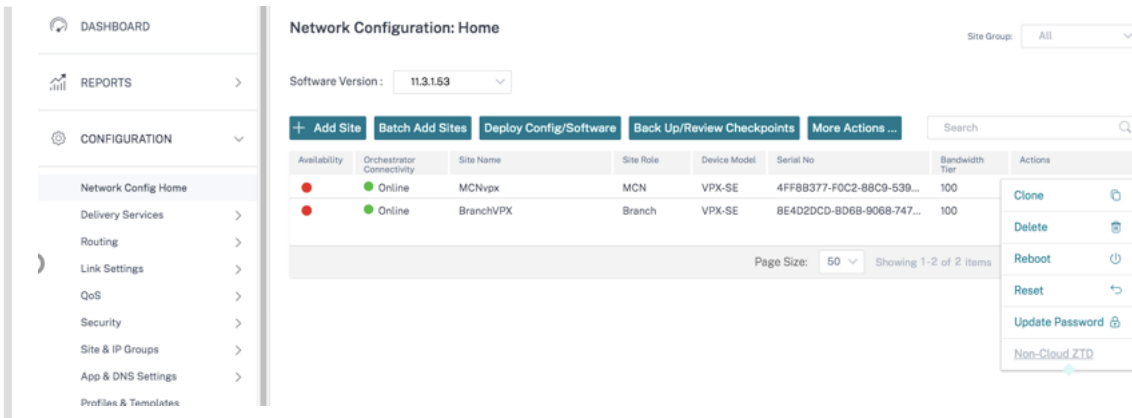 DASHBOARD
REPORTS
CONFIGURATION
Network Config Home
Delivery Services
Routing
Link Settings
QoS
Security
Site & IP Groups
App & DNS Settings
Profiles & Templates
Network Configuration: Home
Site Group: All
Software Version : 11.3.1.53
+ Add Site Batch Add Sites Deploy Config/Software Back Up/Review Checkpoints More Actions ... Search
Availability Orchestrator Connectivity Site Name Site Role Device Model Serial No Bandwidth Tier Actions
Online MCNvpx MCN VPX-SE 4FF8B377-F0C2-88C9-539... 100
Online BranchVPX Branch VPX-SE 8E4D2DCD-BD6B-9068-747... 100
Page Size: 50 Showing 1-2 of 2 items
Clone
Delete
Reboot
Reset
Update Password
Non-Cloud ZTD